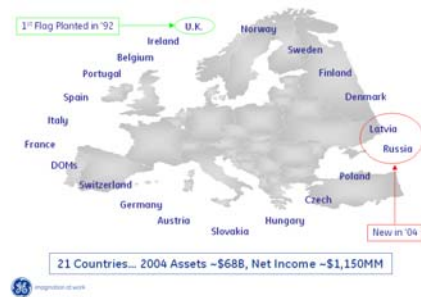 1st Flag Planted in '92
U.K.
Norway
Ireland
Sweden
Belgium
Finland
Portugal
Denmark
Spain
Italy
Latvia
France
Russia
DOMs
Poland
Switzerland
Czech
Germany
Hungary
Austria
Slovakia
New in '04
21 Countries... 2004 Assets ~$68B, Net Income ~$1,150MM
imagination at work